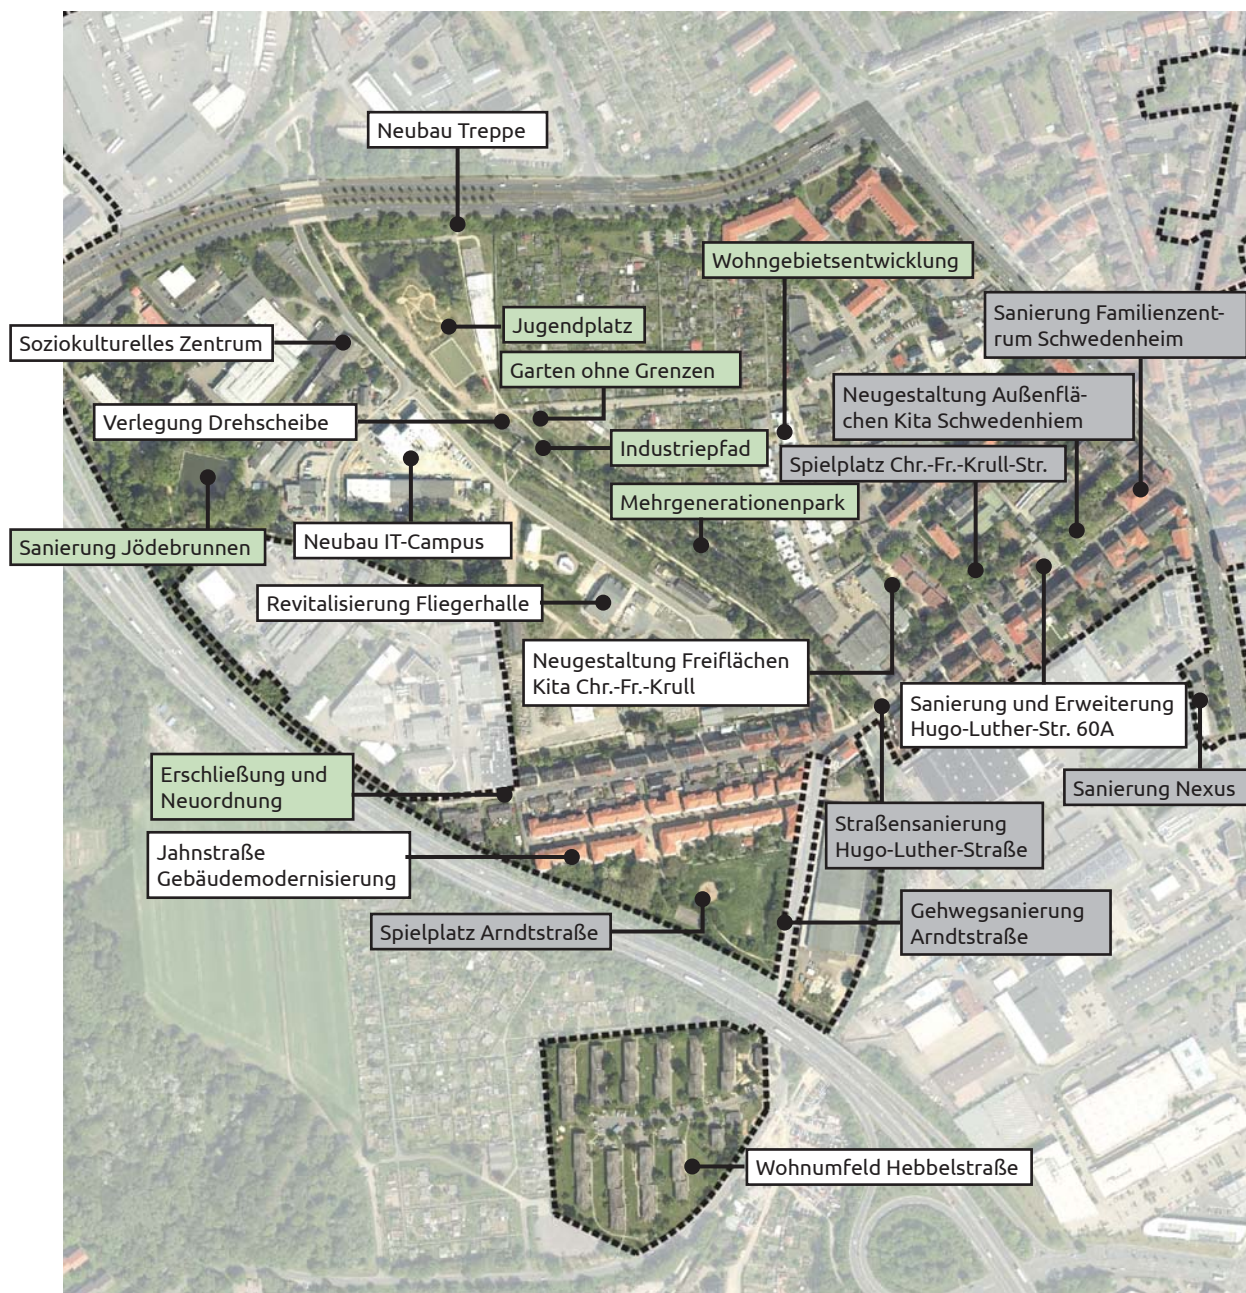 Neubau Treppe
Wohngebietsentwicklung
Sanierung Familienzent-
rum Schwedenheim
Jugendplatz
Soziokulturelles Zentrum
Garten ohne Grenzen
Neugestaltung Außenflä-
chen Kita Schwedenhiem
Verlegung Drehscheibe
Industriepfad
Spielplatz Chr.-Fr.-Krull-Str.
Mehrgenerationenpark
Sanierung Jödebrunnen
Neubau IT-Campus
Revitalisierung Fliegerhalle
Neugestaltung Freiflächen
Kita Chr.-Fr.-Krull
Sanierung und Erweiterung
Hugo-Luther-Str. 60A
Erschließung und
Neuordnung
Sanierung Nexus
Straßensanierung
Hugo-Luther-Straße
Jahnstraße
Gebäudemodernisierung
Gehwegsanierung
Arndtstraße
Spielplatz Arndtstraße
Wohnumfeld Hebbelstraße